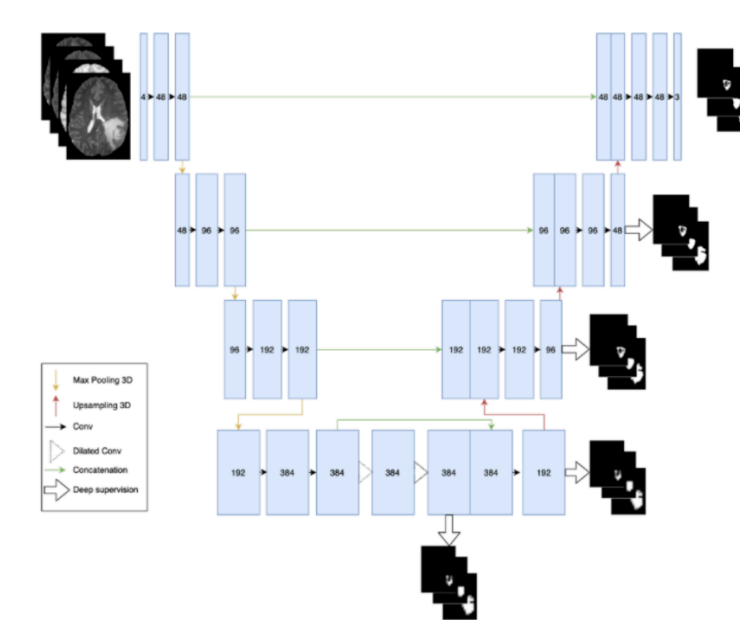 4 48 48 48 48 48 48 3
48 96 96 96 96 96 48
96 192 192 192 192 192 96
192 384 384 384 384 384 192
Max Pooling 3D
Upsampling 3D
Conv
Dilated Conv
Concatenation
Deep supervision